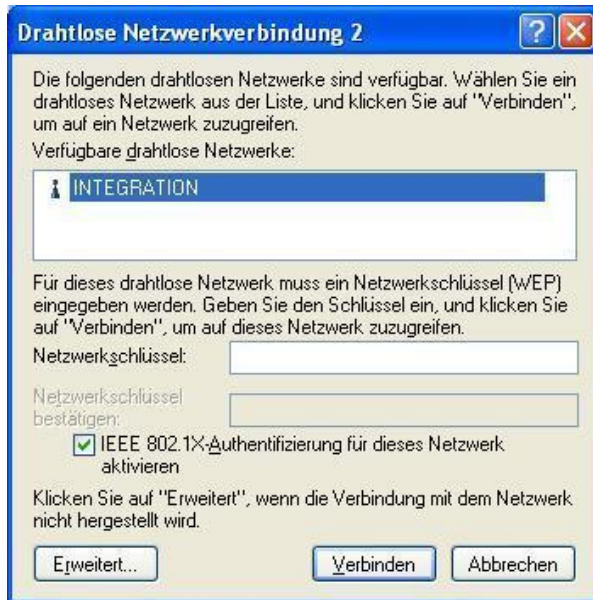 Drahtlose Netzwerkverbindung 2
Die folgenden drahtlosen Netzwerke sind verfügbar. Wählen Sie ein
drahtloses Netzwerk aus der Liste, und klicken Sie auf "Verbinden",
um auf ein Netzwerk zuzugreifen.
Verfügbare drahtlose Netzwerke:
INTEGRATION
Für dieses drahtlose Netzwerk muss ein Netzwerkschlüssel (WEP)
eingegeben werden. Geben Sie den Schlüssel ein, und klicken Sie
auf "Verbinden", um auf dieses Netzwerk zuzugreifen.
Netzwerkschlüssel:
Netzwerkschlüssel
bestätigen:
IEEE 802.1X-Authentifizierung für dieses Netzwerk
aktivieren
Klicken Sie auf "Erweitert", wenn die Verbindung mit dem Netzwerk
nicht hergestellt wird.
Erweitert... Verbinden Abbrechen